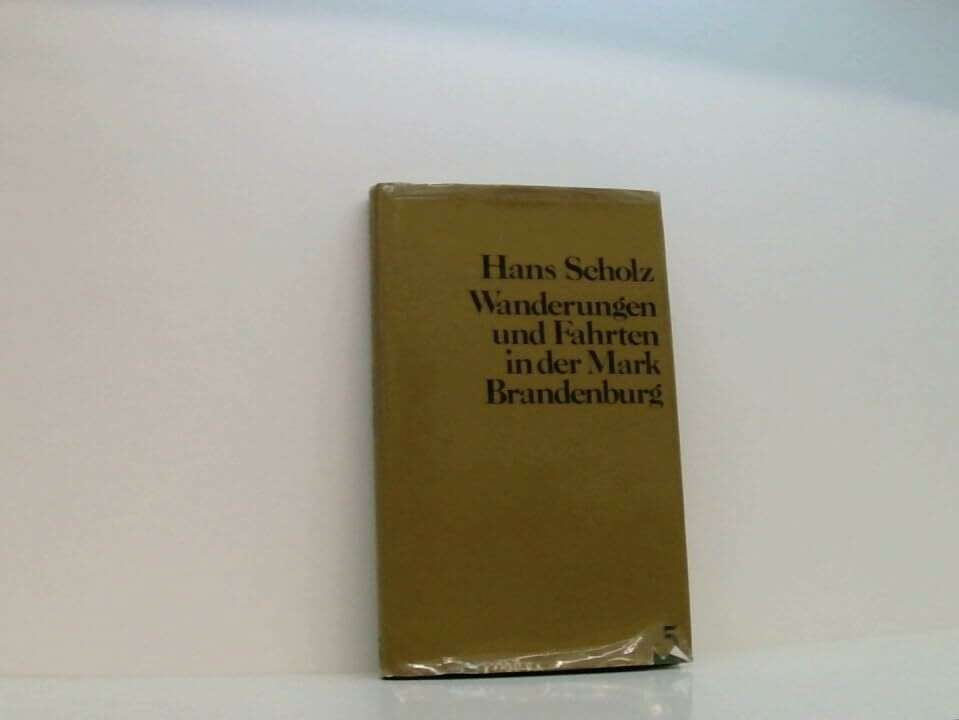 Hans Scholz
Wanderungen
und Fahrten
in der Mark
Brandenburg
5